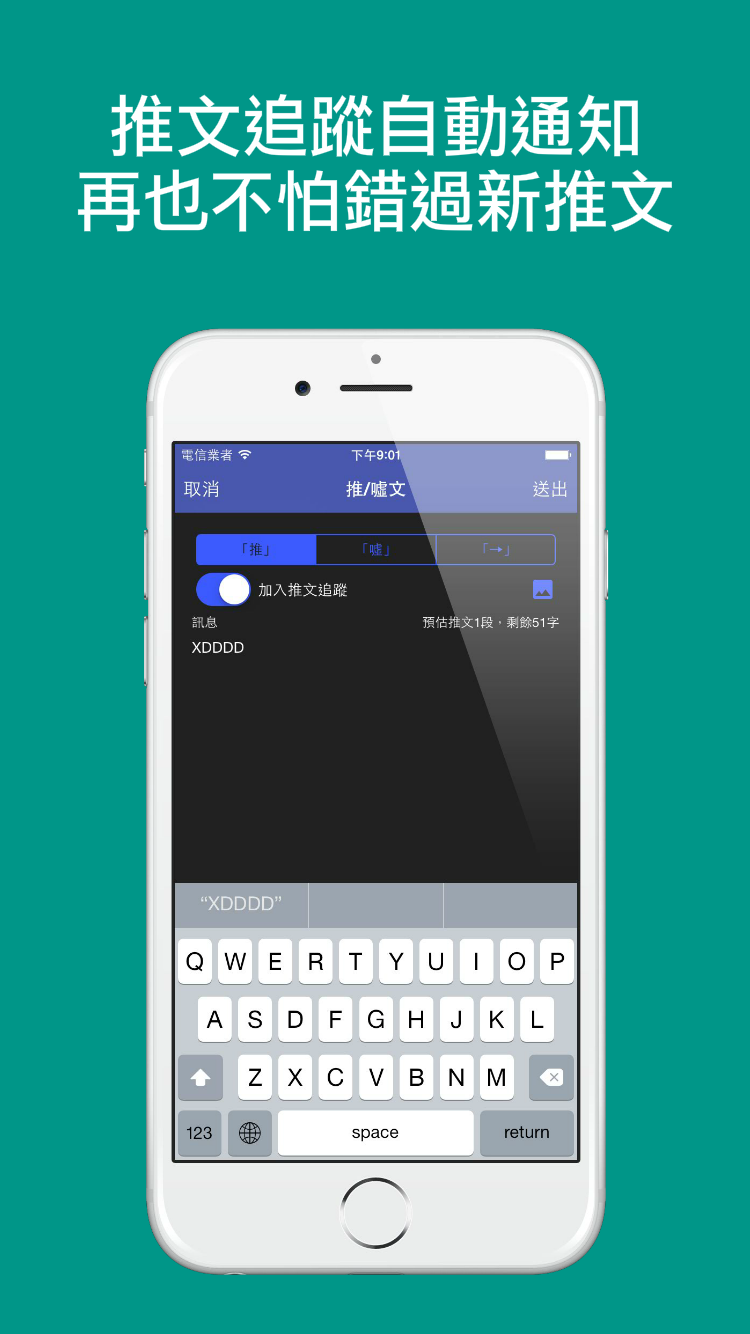 推文追蹤自動通知
再也不怕錯過新推文
電信業者 下午9:01
取消 推/噓文 送出
「推」 「噓」 「→」
加入推文追蹤
訊息 預估推文1段，剩餘51字
XDDDD
“XDDDD”
Q W E R T Y U I O P
A S D F G H J K L
Z X C V B N M
123 space return